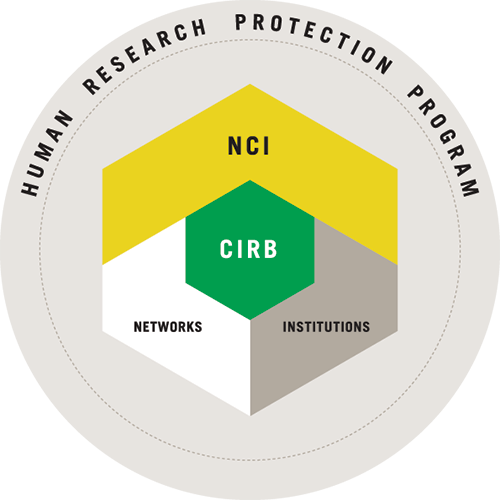 HUMAN RESEARCH PROTECTION PROGRAM
NCI
CIRB
NETWORKS
INSTITUTIONS